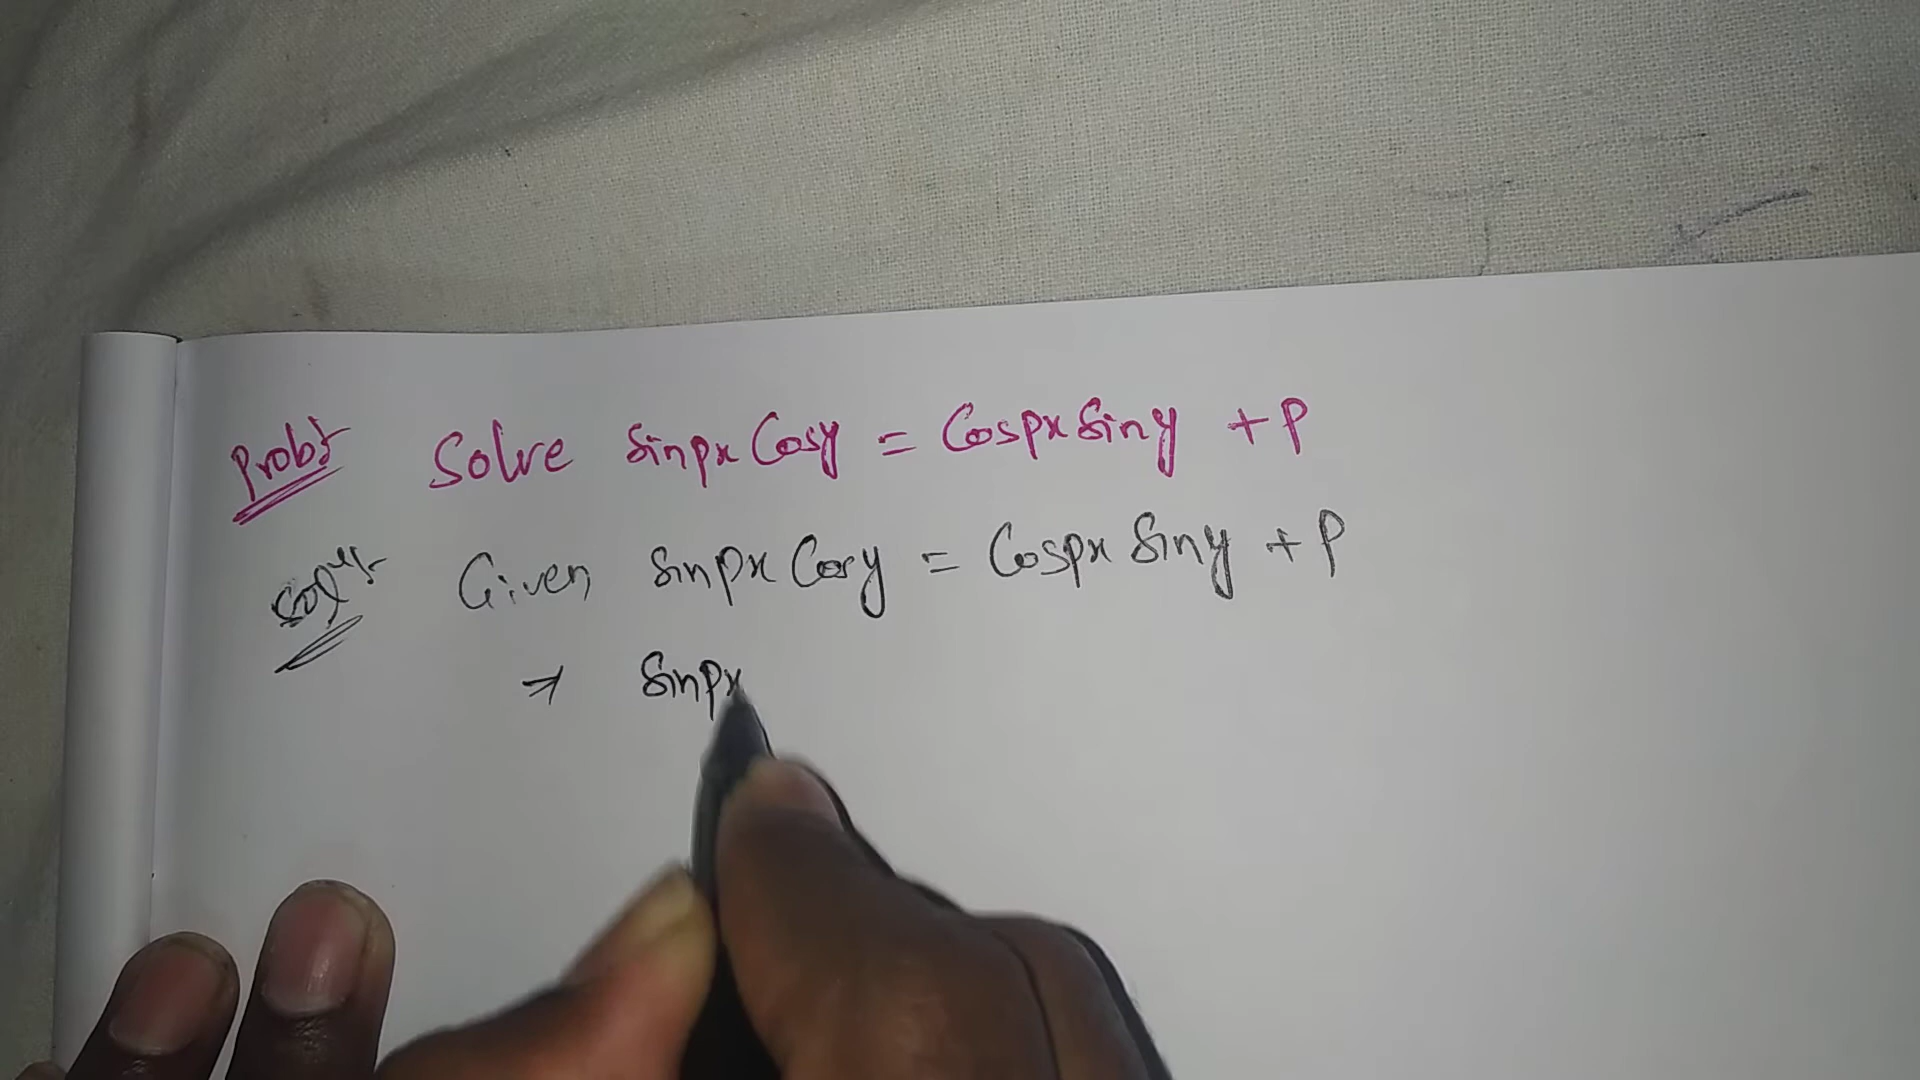 Prob:- Solve sinpx Cosy = Cospx Siny + P
Sol:- Given sinpx Cosy = Cospx Siny + P
⇒ Sinpx